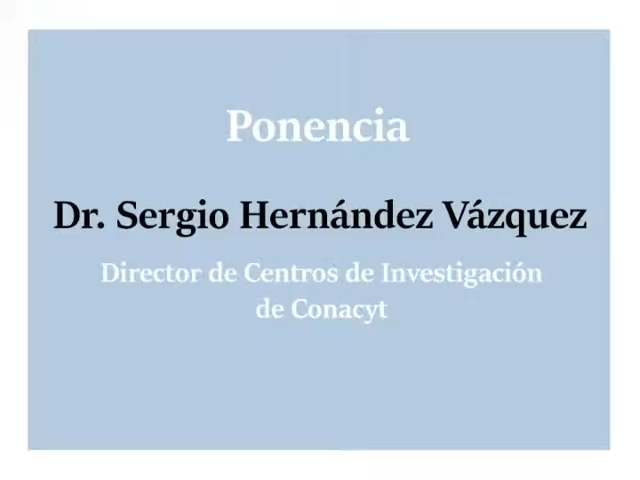 Ponencia
Dr. Sergio Hernández Vázquez
Director de Centros de Investigación
de Conacyt